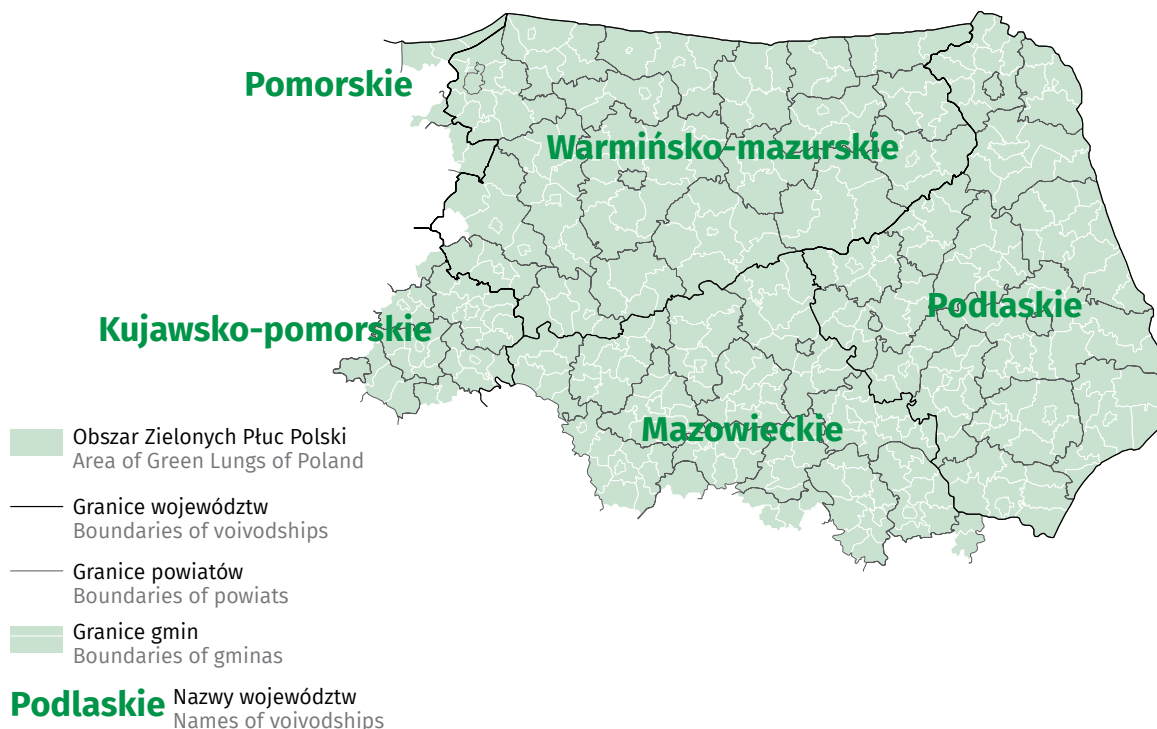 Pomorskie
Warmińsko-mazurskie
Podlaskie
Kujawsko-pomorskie
Mazowieckie
Obszar Zielonych Płuc Polski
Area of Green Lungs of Poland
Granice województw
Boundaries of voivodships
Granice powiatów
Boundaries of powiats
Granice gmin
Boundaries of gminas
Podlaskie
Nazwy województw
Names of voivodships